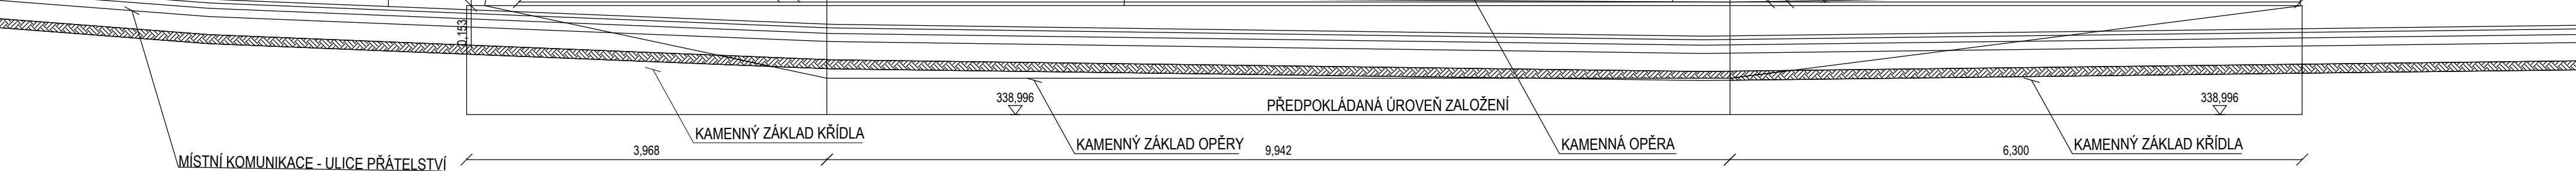 0,153
338,996
PŘEDPOKLÁDANÁ ÚROVEŇ ZALOŽENÍ
338,996
KAMENNÝ ZÁKLAD KŘÍDLA
KAMENNÝ ZÁKLAD OPĚRY
KAMENNÁ OPĚRA
KAMENNÝ ZÁKLAD KŘÍDLA
MÍSTNÍ KOMUNIKACE - ULICE PŘÁTELSTVÍ
3,968
9,942
6,300